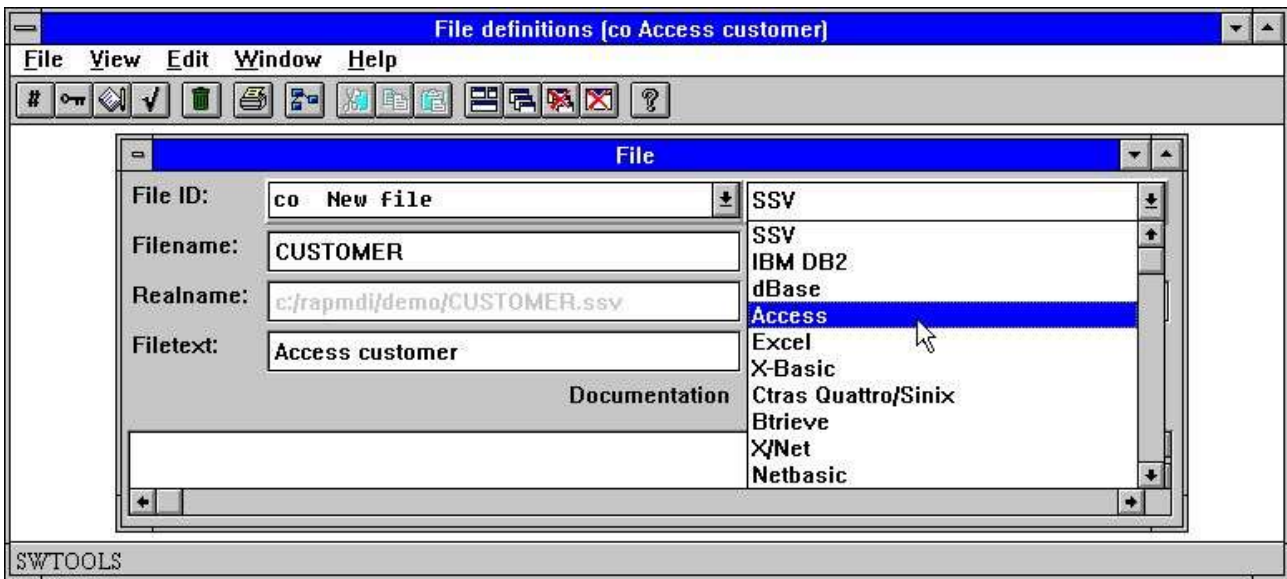 File definitions (co Access customer)
File View Edit Window Help
#
?
File
File ID: co New file SSV
SSV
Filename: CUSTOMER
IBM DB2
dBase
Realname: c:/rapmdi/demo/CUSTOMER.ssv
Access
Filetext: Access customer
Excel
X-Basic
Documentation Ctras Quattro/Sinix
Btrieve
X/Net
Netbasic
SWTOOLS